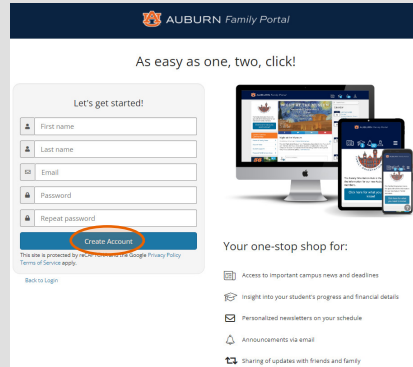 AUBURN Family Portal
As easy as one, two, click!
Let's get started!
First name
Last name
Email
Password
Repeat password
Create Account
This site is protected by reCAPTCHA and the Google Privacy Policy
Terms of Service apply.
Back to Login
Your one-stop shop for:
Access to important campus news and deadlines
Insight into your student's progress and financial details
Personalized newsletters on your schedule
Announcements via email
Sharing of updates with friends and family